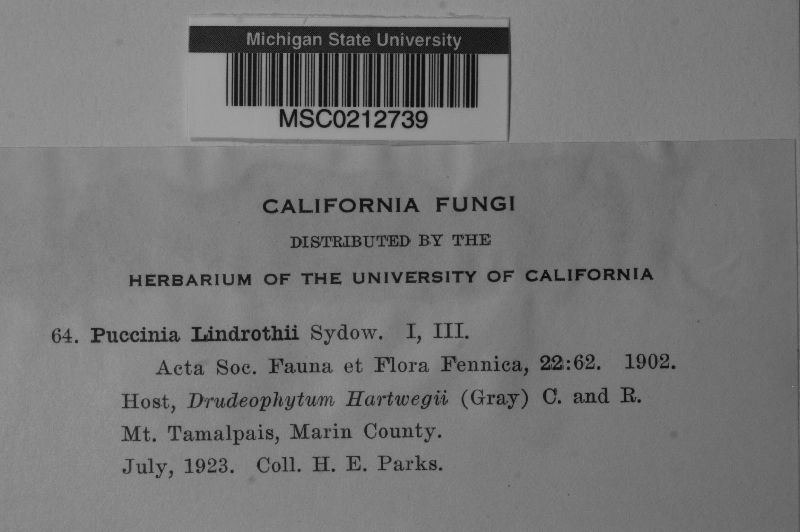 Michigan State University
MSC0212739
CALIFORNIA FUNGI
DISTRIBUTED BY THE
HERBARIUM OF THE UNIVERSITY OF CALIFORNIA
64. Puccinia Lindrothii Sydow. I, III.
Acta Soc. Fauna et Flora Fennica, 22:62. 1902.
Host, Drudeophytum Hartwegii (Gray) C. and R.
Mt. Tamalpais, Marin County.
July, 1923. Coll. H. E. Parks.